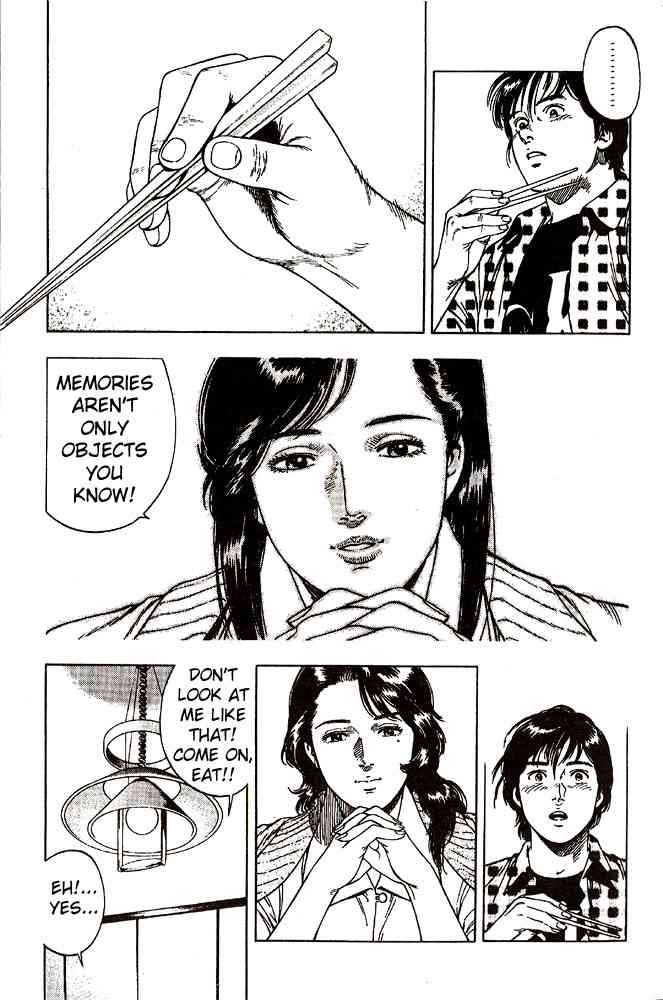 ............
MEMORIES
AREN'T
ONLY
OBJECTS
YOU
KNOW!
DON'T
LOOK AT
ME LIKE
THAT!
COME ON,
EAT!!
EH!...
YES...